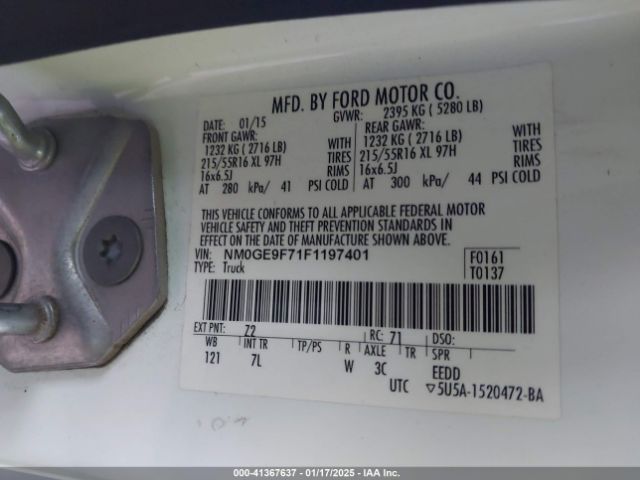 MFD. BY FORD MOTOR CO.
DATE: 01/15 GVWR: 2395 KG ( 5280 LB)
FRONT GAWR: REAR GAWR:
1232 KG ( 2716 LB) WITH 1232 KG ( 2716 LB) WITH
215/55R16 XL 97H TIRES 215/55R16 XL 97H TIRES
16x6.5J RIMS 16x6.5J RIMS
AT 280 kPa/ 41 PSI COLD AT 300 kPa/ 44 PSI COLD
THIS VEHICLE CONFORMS TO ALL APPLICABLE FEDERAL MOTOR
VEHICLE SAFETY AND THEFT PREVENTION STANDARDS IN
EFFECT ON THE DATE OF MANUFACTURE SHOWN ABOVE.
VIN: NM0GE9F71F1197401 F0161
TYPE: Truck T0137
EXT PNT: Z2 RC: 71 DSO:
WB INT TR TP/PS R AXLE TR SPR
121 7L W 3C EEDD
UTC ▽5U5A-1520472-BA
000-41367637 - 01/17/2025 - IAA Inc.